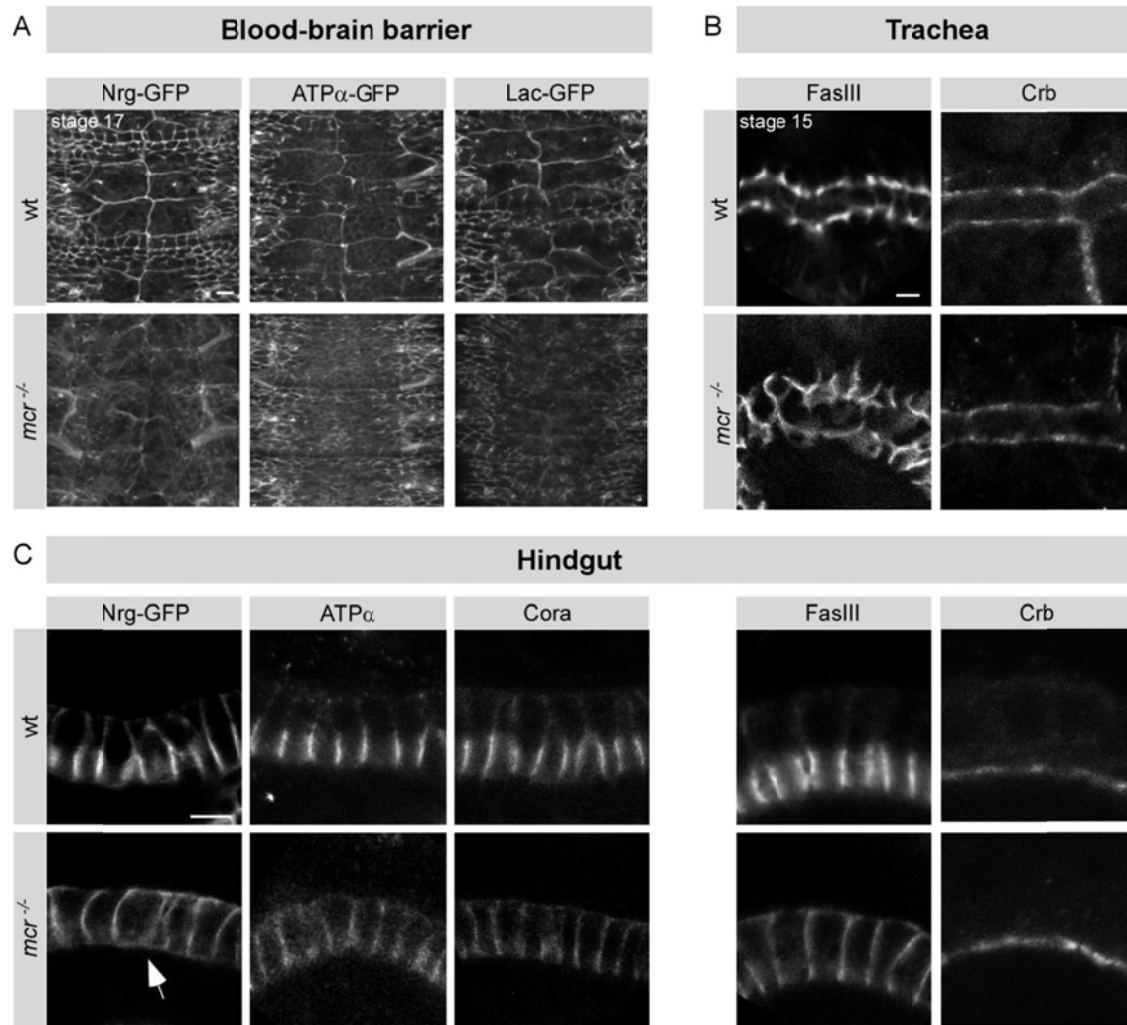 A
Blood-brain barrier
Nrg-GFP
ATPα-GFP
Lac-GFP
wt
stage 17
mcr -/-
B
Trachea
FasIII
Crb
stage 15
wt
mcr -/-
C
Hindgut
Nrg-GFP
ATPα
Cora
FasIII
Crb
wt
mcr -/-